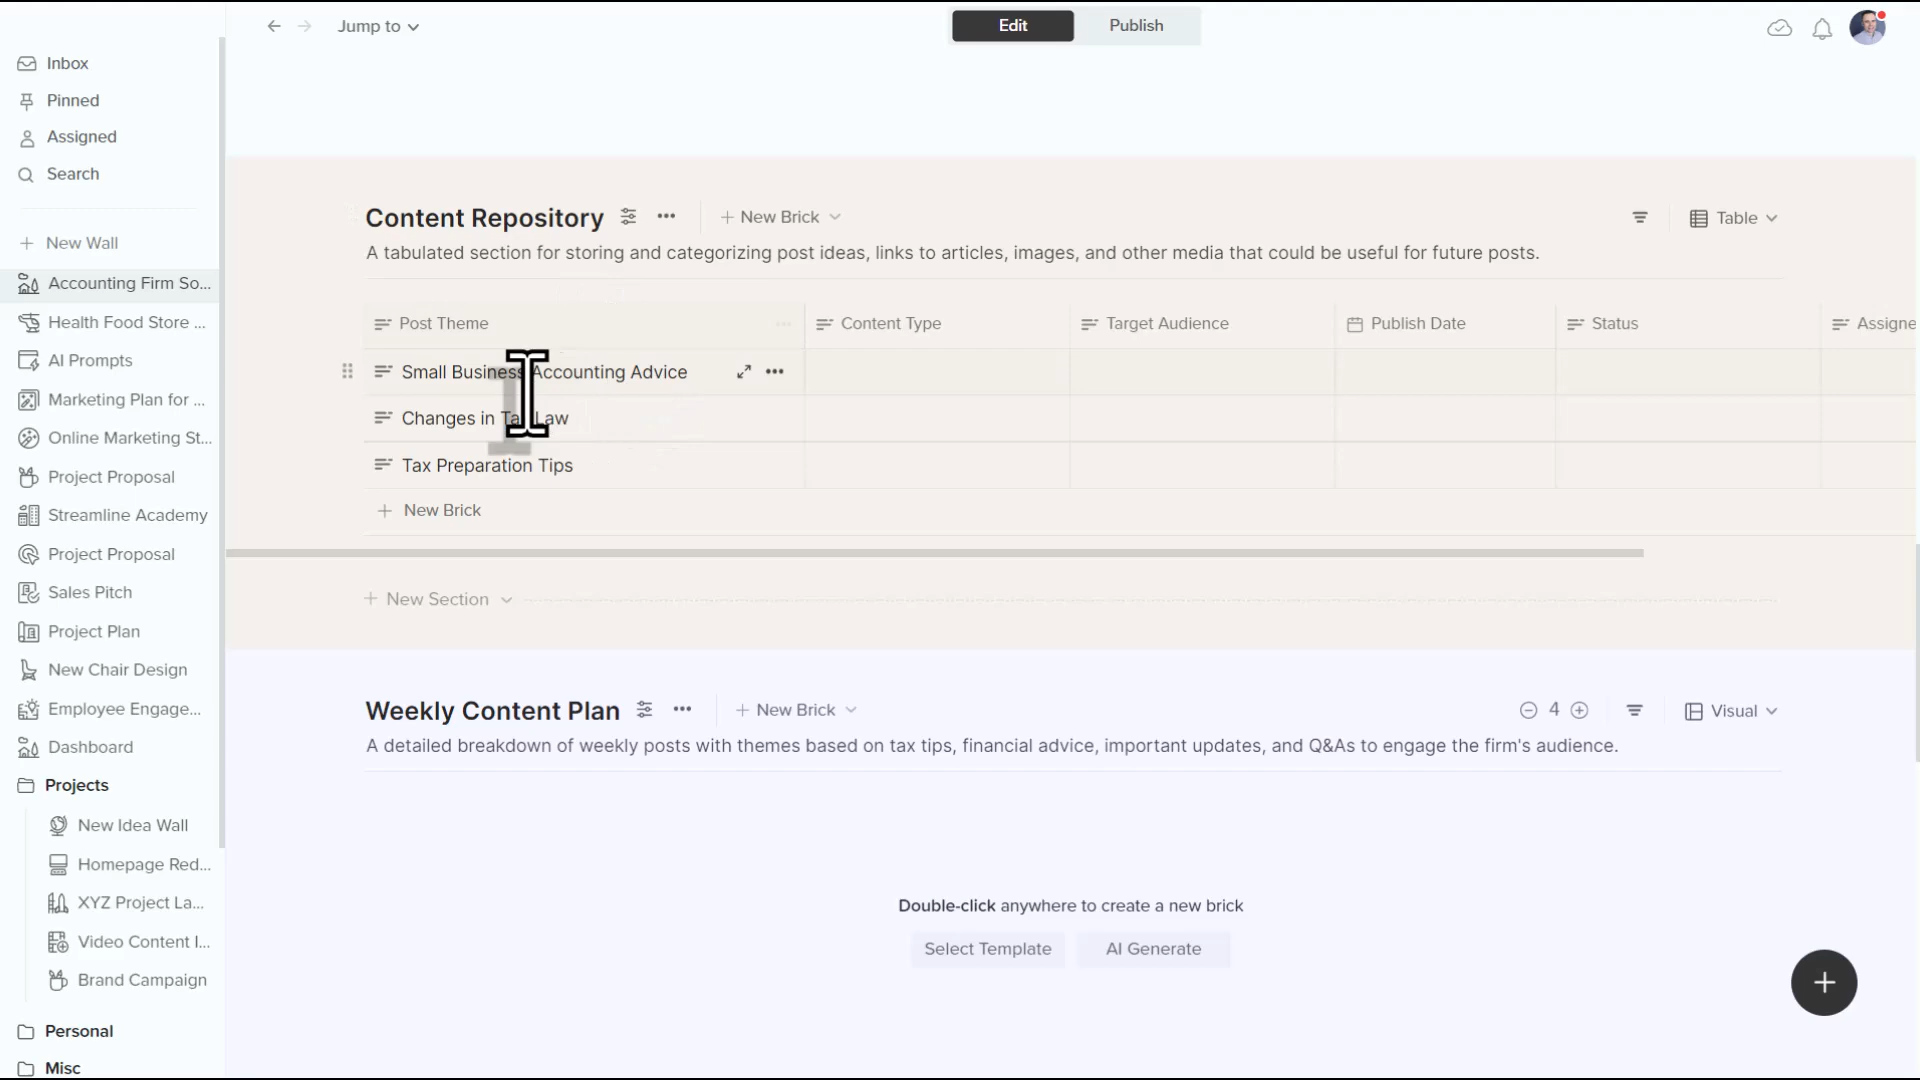 Jump to
Edit
Publish
Inbox
Pinned
Assigned
Search
New Wall
Accounting Firm So...
Health Food Store ...
AI Prompts
Marketing Plan for ...
Online Marketing St...
Project Proposal
Streamline Academy
Project Proposal
Sales Pitch
Project Plan
New Chair Design
Employee Engage...
Dashboard
Projects
New Idea Wall
Homepage Red...
XYZ Project La...
Video Content I...
Brand Campaign
Personal
Misc
Content Repository
New Brick
Table
A tabulated section for storing and categorizing post ideas, links to articles, images, and other media that could be useful for future posts.
Post Theme
Content Type
Target Audience
Publish Date
Status
Assigne
Small Business Accounting Advice
Changes in Tax Law
Tax Preparation Tips
New Brick
New Section
Weekly Content Plan
New Brick
4
Visual
A detailed breakdown of weekly posts with themes based on tax tips, financial advice, important updates, and Q&As to engage the firm's audience.
Double-click anywhere to create a new brick
Select Template
AI Generate